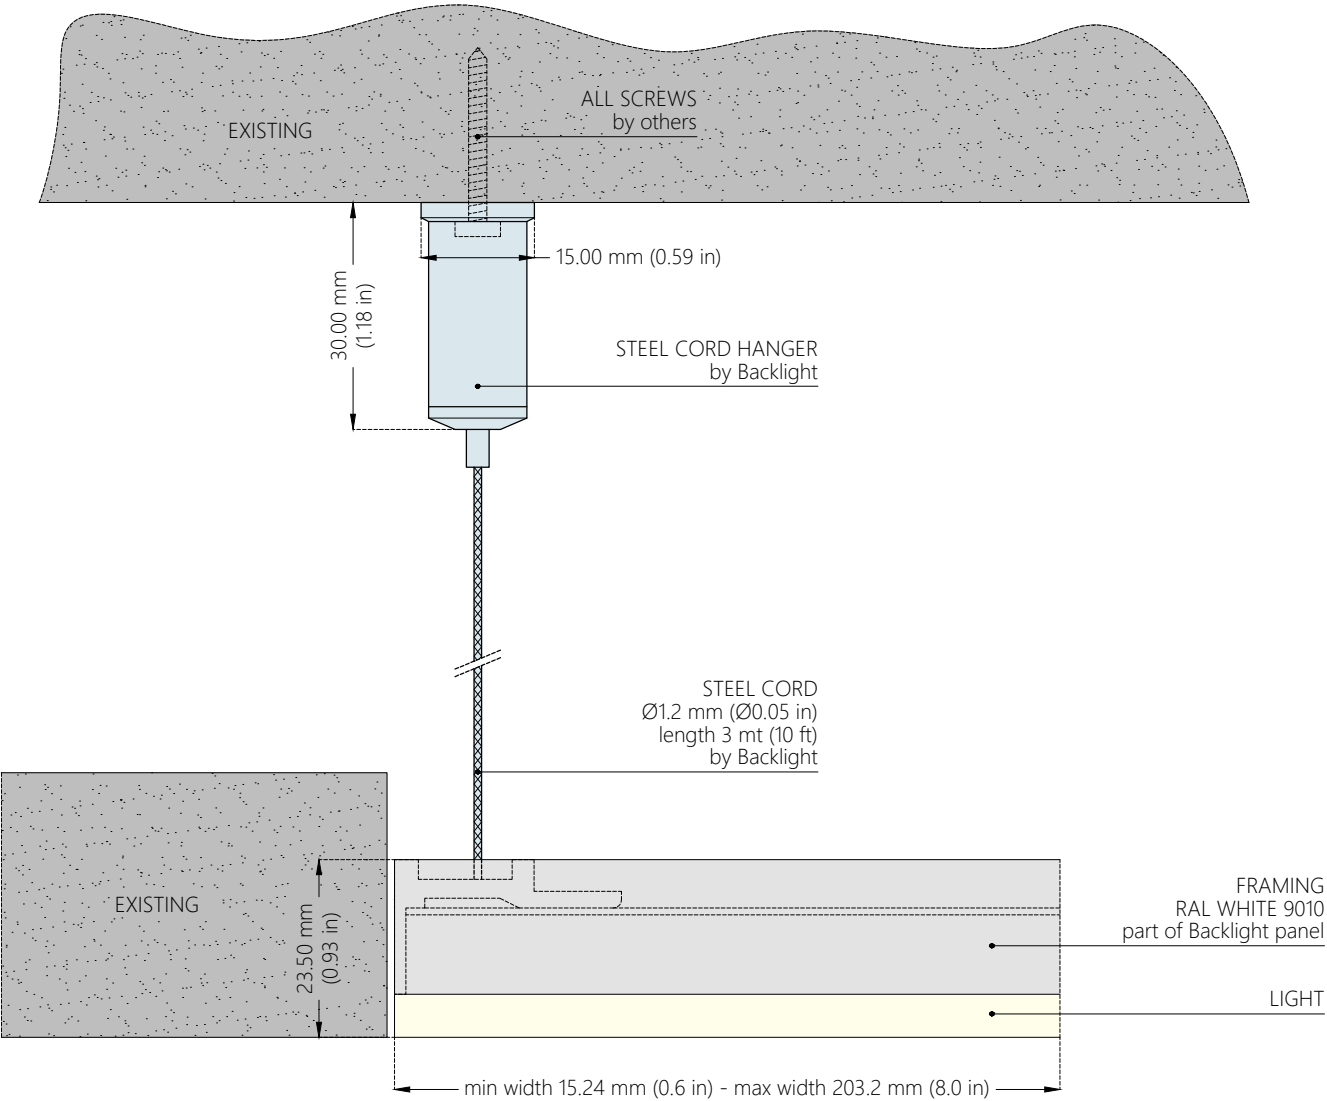 ALL SCREWS
by others
EXISTING
15.00 mm (0.59 in)
30.00 mm
(1.18 in)
STEEL CORD HANGER
by Backlight
STEEL CORD
Ø1.2 mm (Ø0.05 in)
length 3 mt (10 ft)
by Backlight
EXISTING
23.50 mm
(0.93 in)
FRAMING
RAL WHITE 9010
part of Backlight panel
LIGHT
min width 15.24 mm (0.6 in) - max width 203.2 mm (8.0 in)